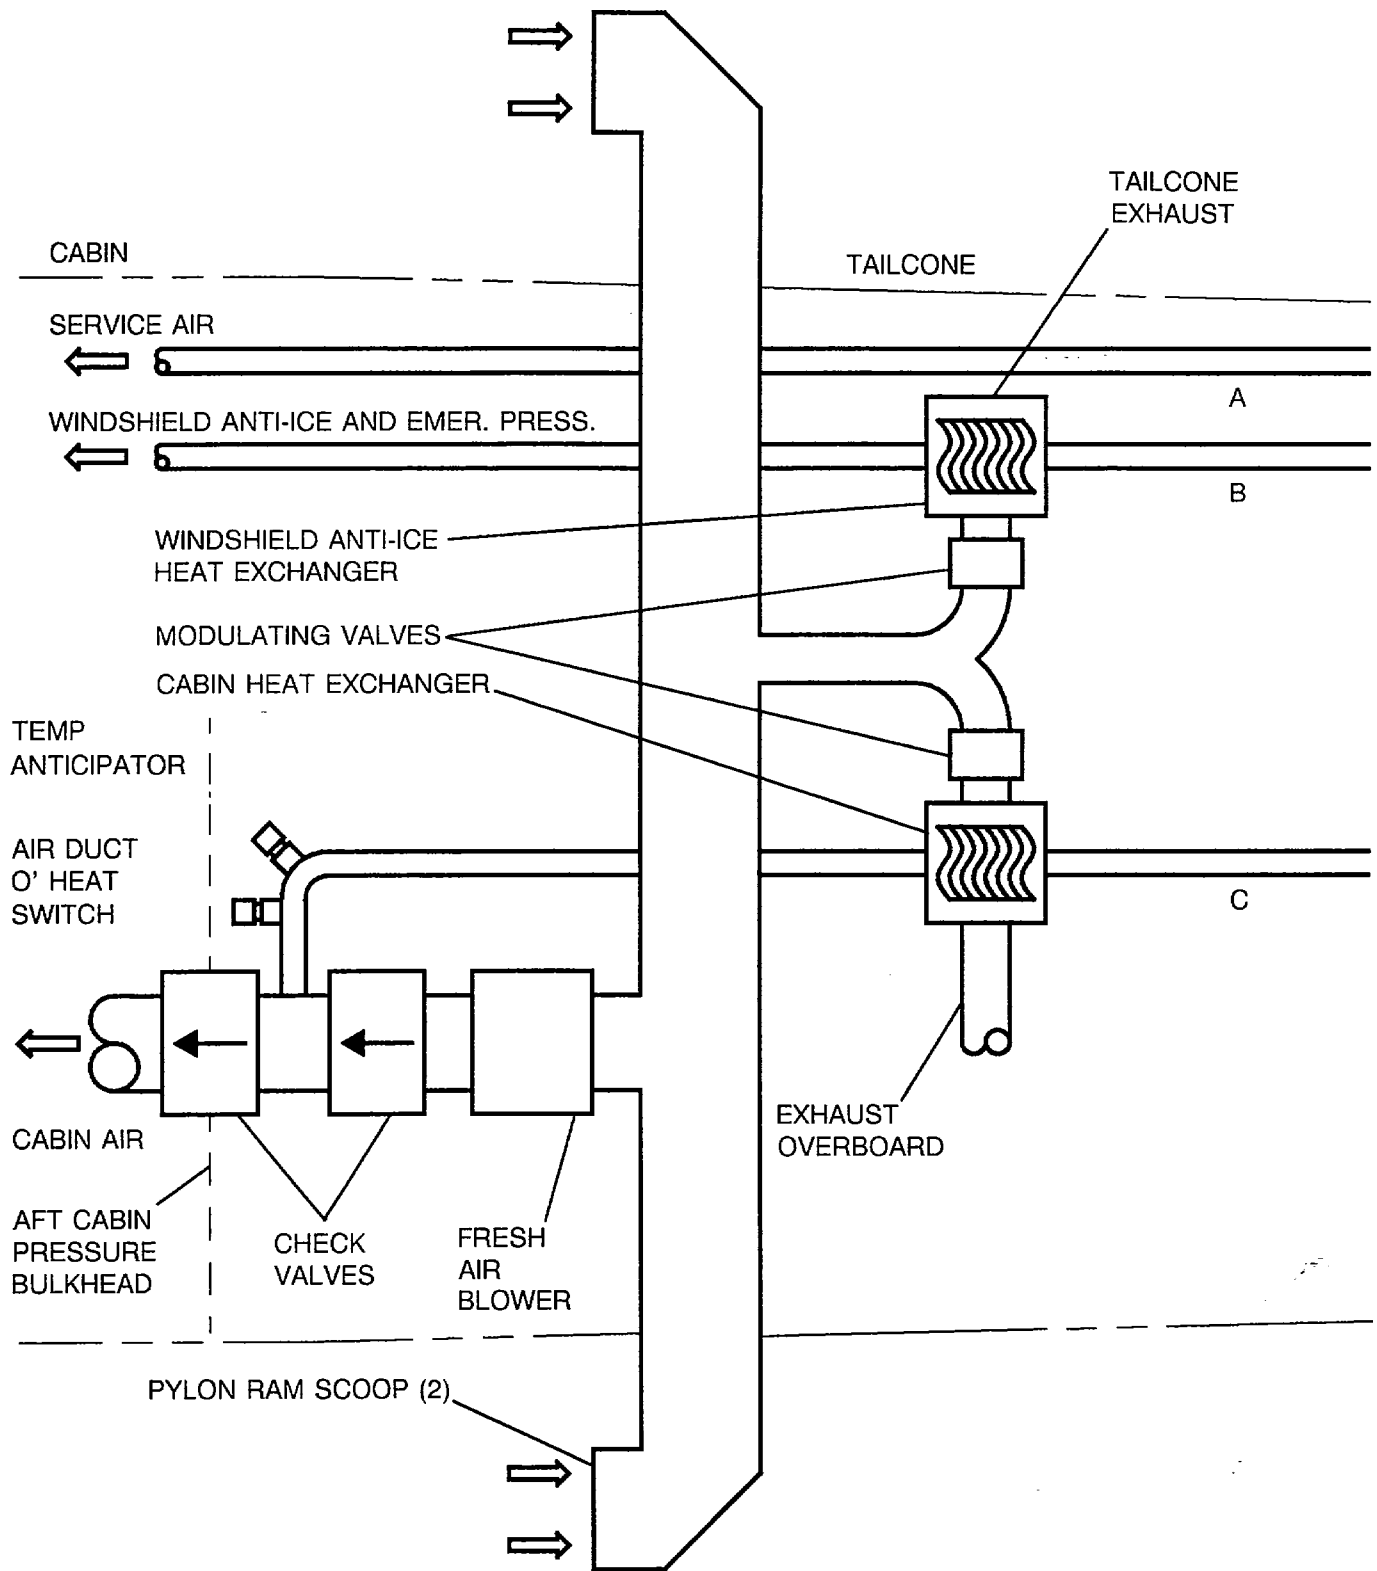 TAILCONE
EXHAUST
CABIN
TAILCONE
SERVICE AIR
A
WINDSHIELD ANTI-ICE AND EMER. PRESS.
B
WINDSHIELD ANTI-ICE
HEAT EXCHANGER
MODULATING VALVES
CABIN HEAT EXCHANGER
TEMP
ANTICIPATOR
AIR DUCT
O' HEAT
SWITCH
C
CABIN AIR
EXHAUST
OVERBOARD
AFT CABIN
PRESSURE
BULKHEAD
CHECK
VALVES
FRESH
AIR
BLOWER
PYLON RAM SCOOP (2)